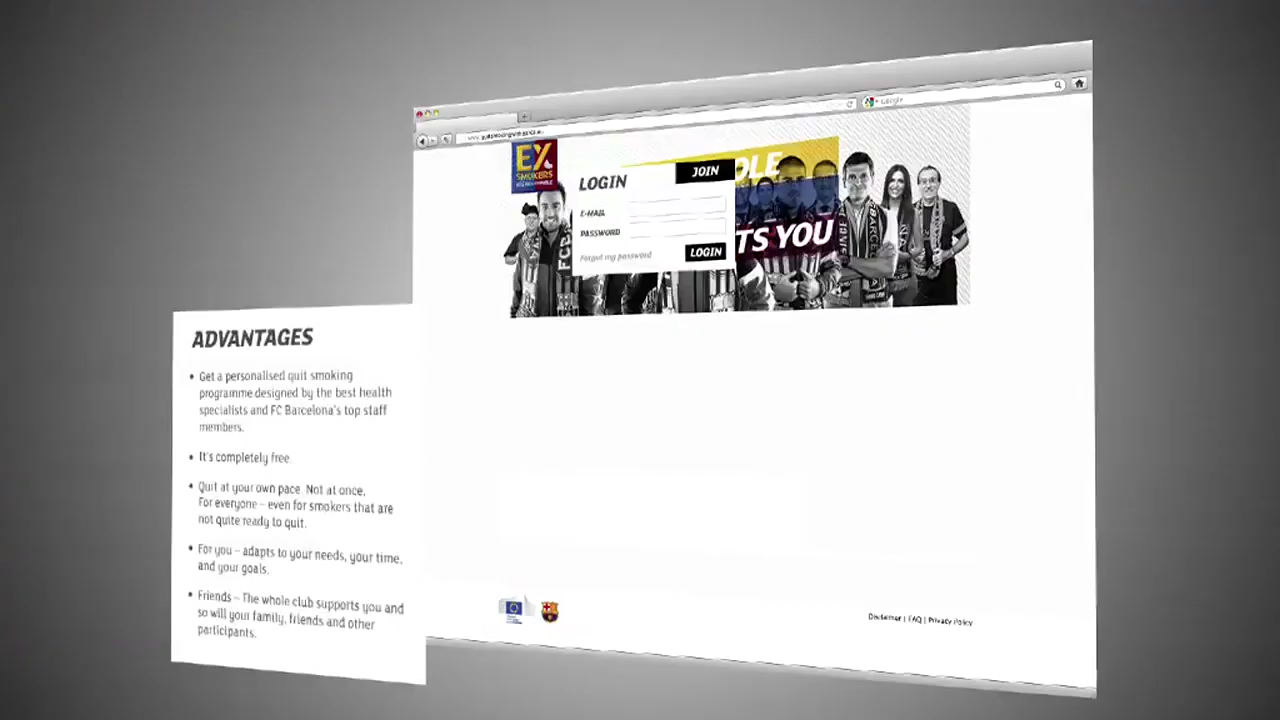 Google
EX
SMOKERS
LOGIN
JOIN
E-MAIL
PASSWORD
Forgot my password
LOGIN
OLE
TS YOU
FCB
ADVANTAGES
• Get a personalised quit smoking
programme designed by the best health
specialists and FC Barcelona's top staff
members.
• It's completely free.
• Quit at your own pace. Not at once.
For everyone – even for smokers that are
not quite ready to quit.
• For you – adapts to your needs, your time,
and your goals.
• Friends – The whole club supports you and
so will your family, friends and other
participants.
Disclaimer | FAQ | Privacy Policy